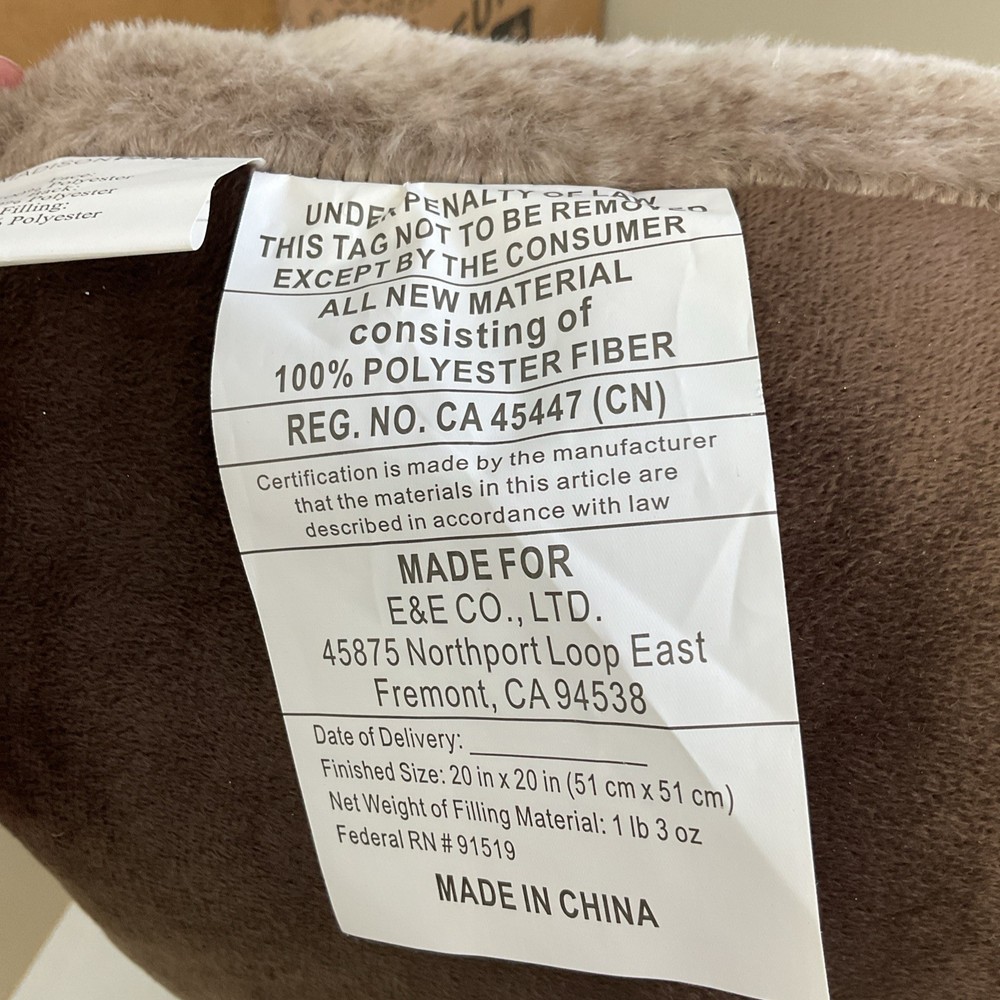 Polyester
Polyester
Filling:
Polyester
UNDER PENALTY OF LAW
THIS TAG NOT TO BE REMOVED
EXCEPT BY THE CONSUMER
ALL NEW MATERIAL
consisting of
100% POLYESTER FIBER
REG. NO. CA 45447 (CN)
Certification is made by the manufacturer
that the materials in this article are
described in accordance with law
MADE FOR
E&E CO., LTD.
45875 Northport Loop East
Fremont, CA 94538
Date of Delivery:
Finished Size: 20 in x 20 in (51 cm x 51 cm)
Net Weight of Filling Material: 1 lb 3 oz
Federal RN # 91519
MADE IN CHINA